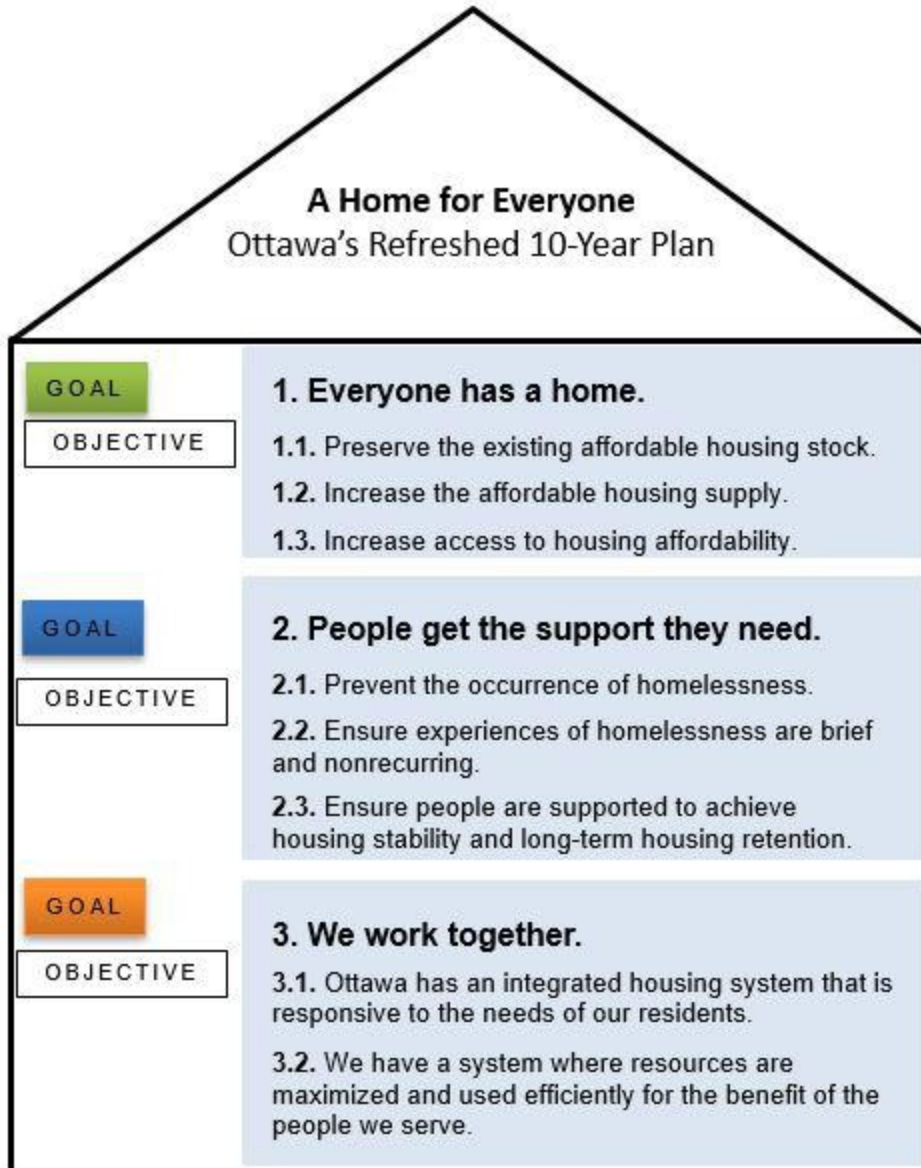 A Home for Everyone
Ottawa's Refreshed 10-Year Plan
GOAL
OBJECTIVE
1. Everyone has a home.
1.1. Preserve the existing affordable housing stock.
1.2. Increase the affordable housing supply.
1.3. Increase access to housing affordability.
GOAL
OBJECTIVE
2. People get the support they need.
2.1. Prevent the occurrence of homelessness.
2.2. Ensure experiences of homelessness are brief
and nonrecurring.
2.3. Ensure people are supported to achieve
housing stability and long-term housing retention.
GOAL
OBJECTIVE
3. We work together.
3.1. Ottawa has an integrated housing system that is
responsive to the needs of our residents.
3.2. We have a system where resources are
maximized and used efficiently for the benefit of the
people we serve.